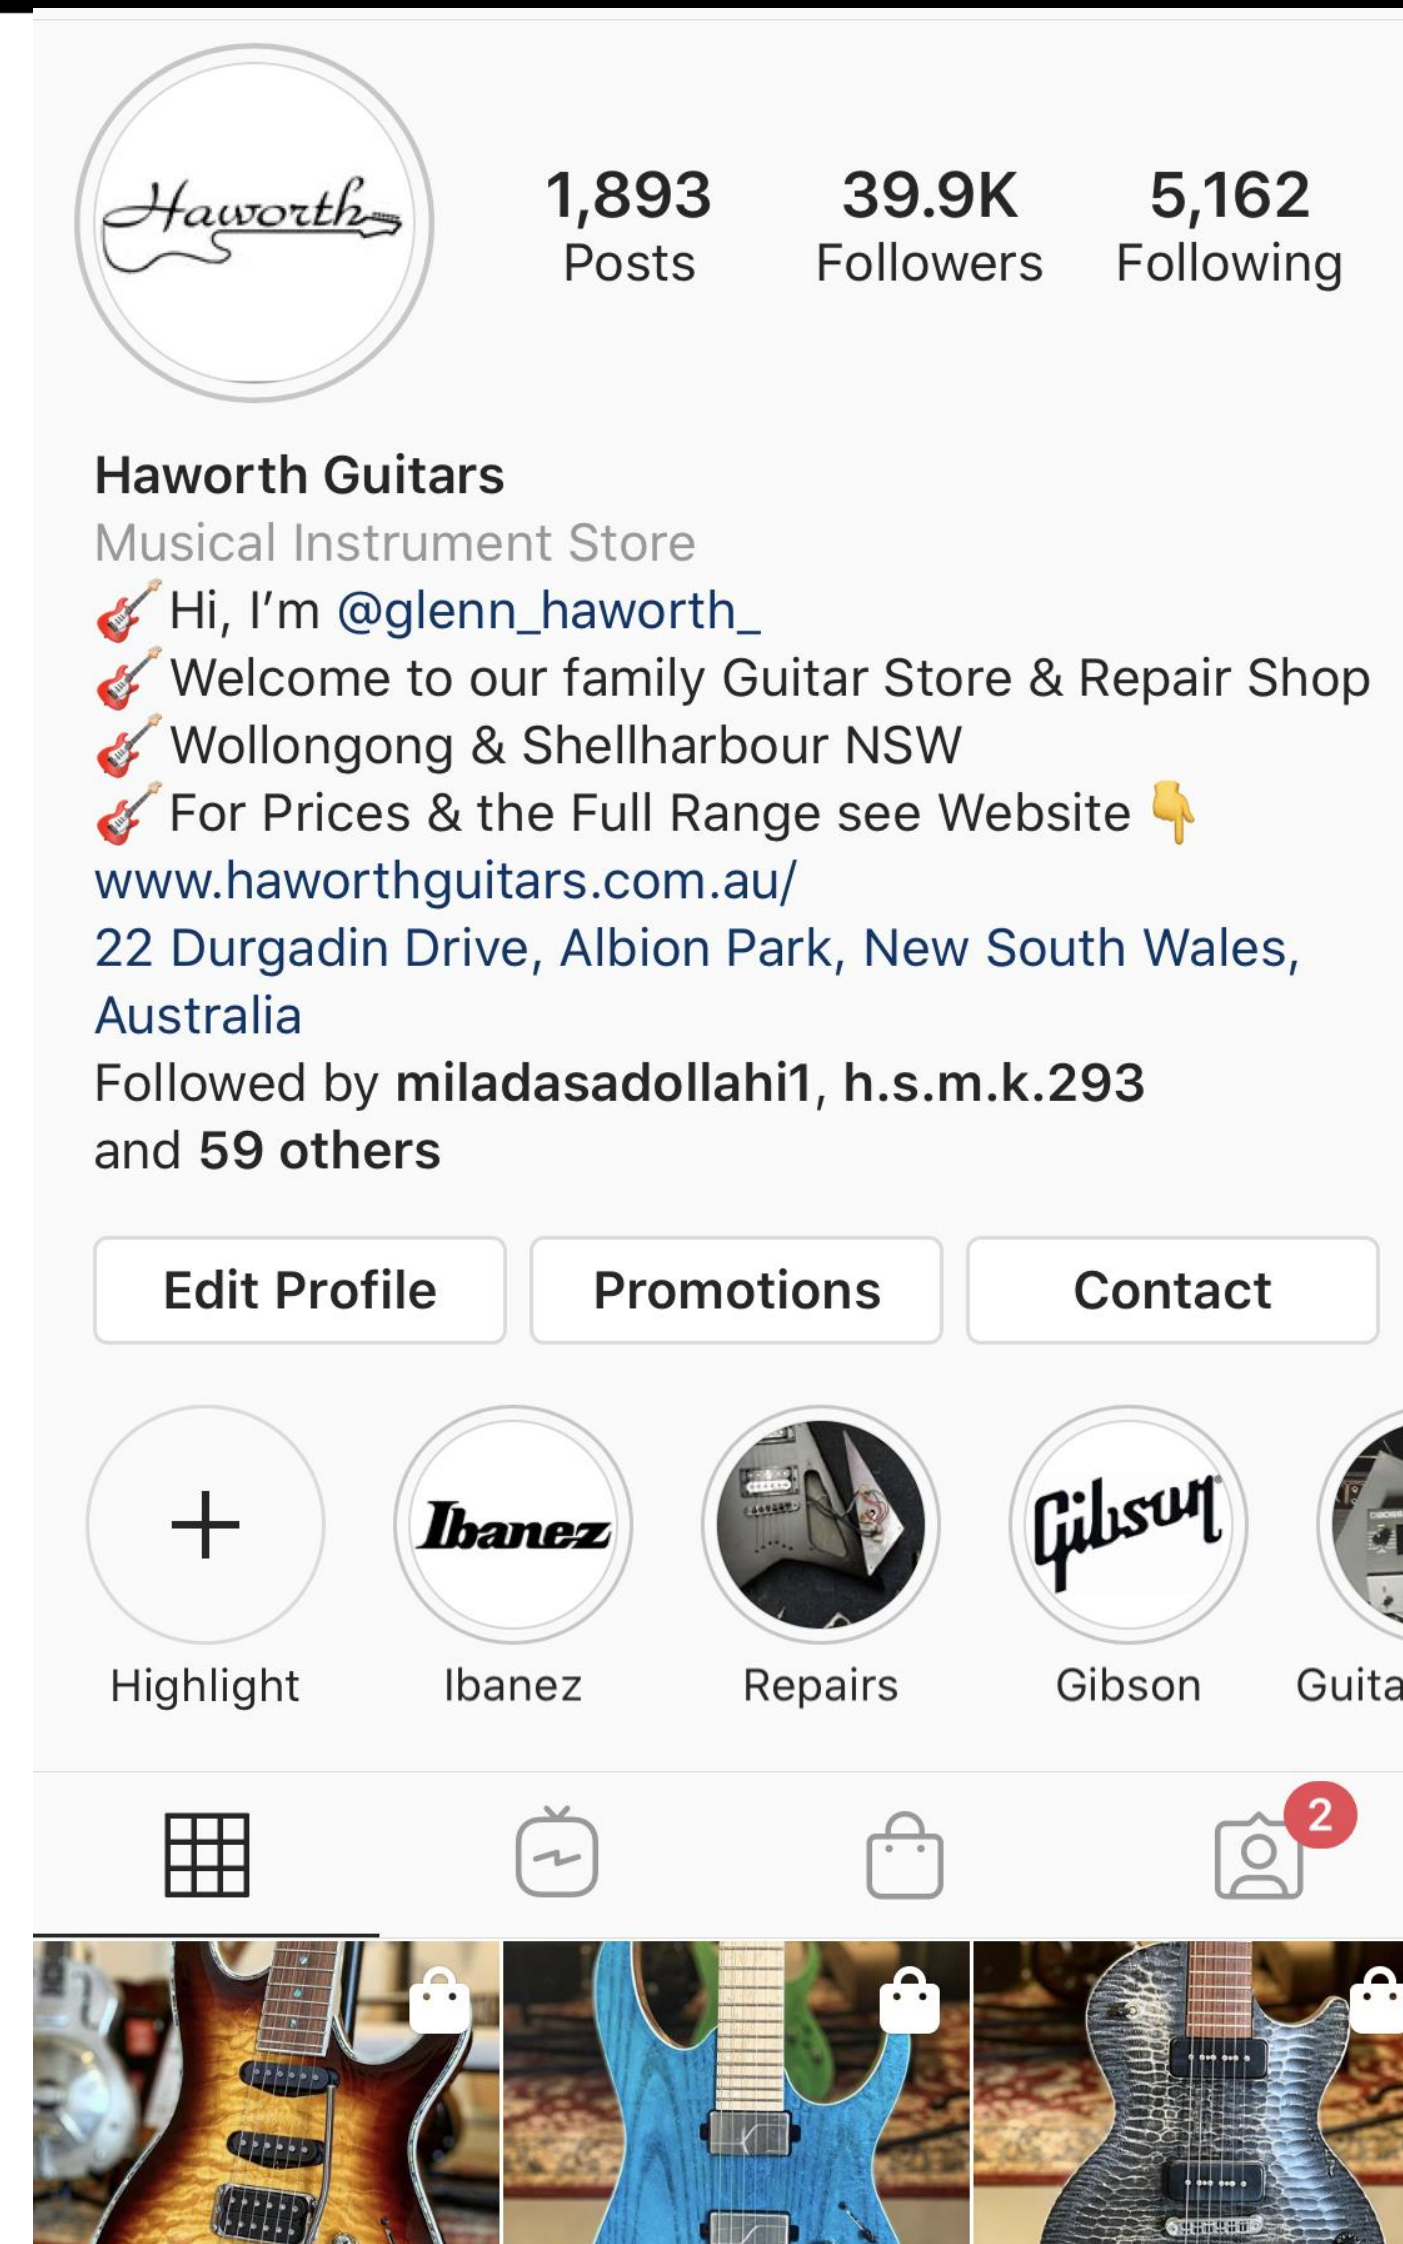 Haworth
1,893 39.9K 5,162
Posts Followers Following
Haworth Guitars
Musical Instrument Store
🎸Hi, I’m @glenn_haworth_
🎸Welcome to our family Guitar Store & Repair Shop
🎸Wollongong & Shellharbour NSW
🎸For Prices & the Full Range see Website 👇
www.haworthguitars.com.au/
22 Durgadin Drive, Albion Park, New South Wales,
Australia
Followed by miladasadollahi1, h.s.m.k.293
and 59 others
Edit Profile Promotions Contact
Ibanez Gibson
Highlight Ibanez Repairs Gibson Guita
2